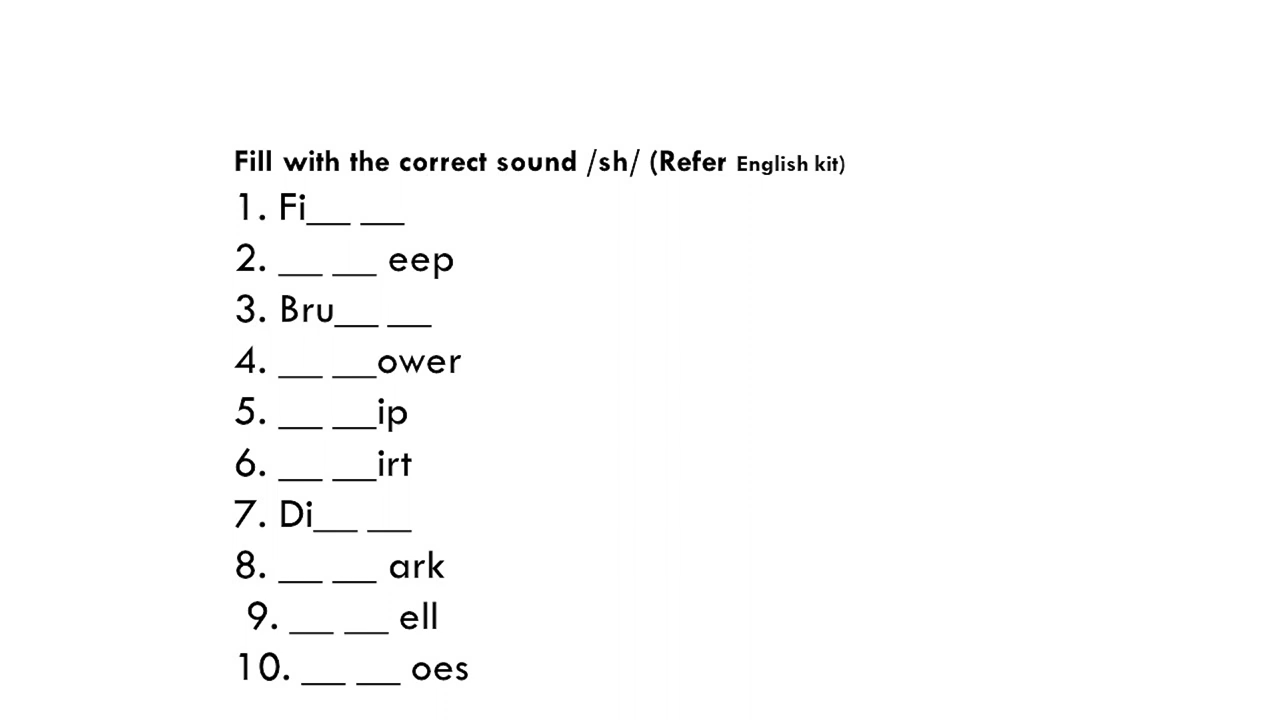 Fill with the correct sound /sh/ (Refer English kit)
1. Fi__ __
2. __ __ eep
3. Bru__ __
4. __ __ower
5. __ __ip
6. __ __irt
7. Di__ __
8. __ __ ark
9. __ __ ell
10. __ __ oes